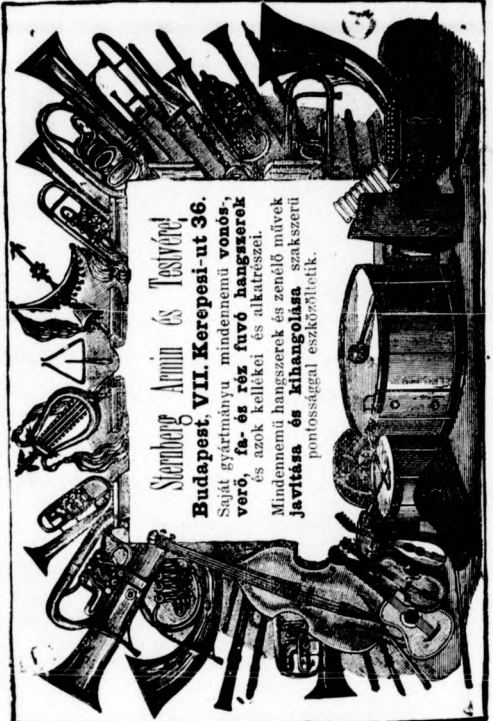 Sternberg Armin és Testvére!
Budapest, VII. Kerepesi-ut 36.
Saját gyártmányu mindennemü vonós-,
verő, fa- és réz fuvó hangszerek
és azok kellékei és alkatrészei.
Mindennemü hangszerek és zenélő művek
javitása és kihangolása szakszerü
pontossággal eszközöltetik.